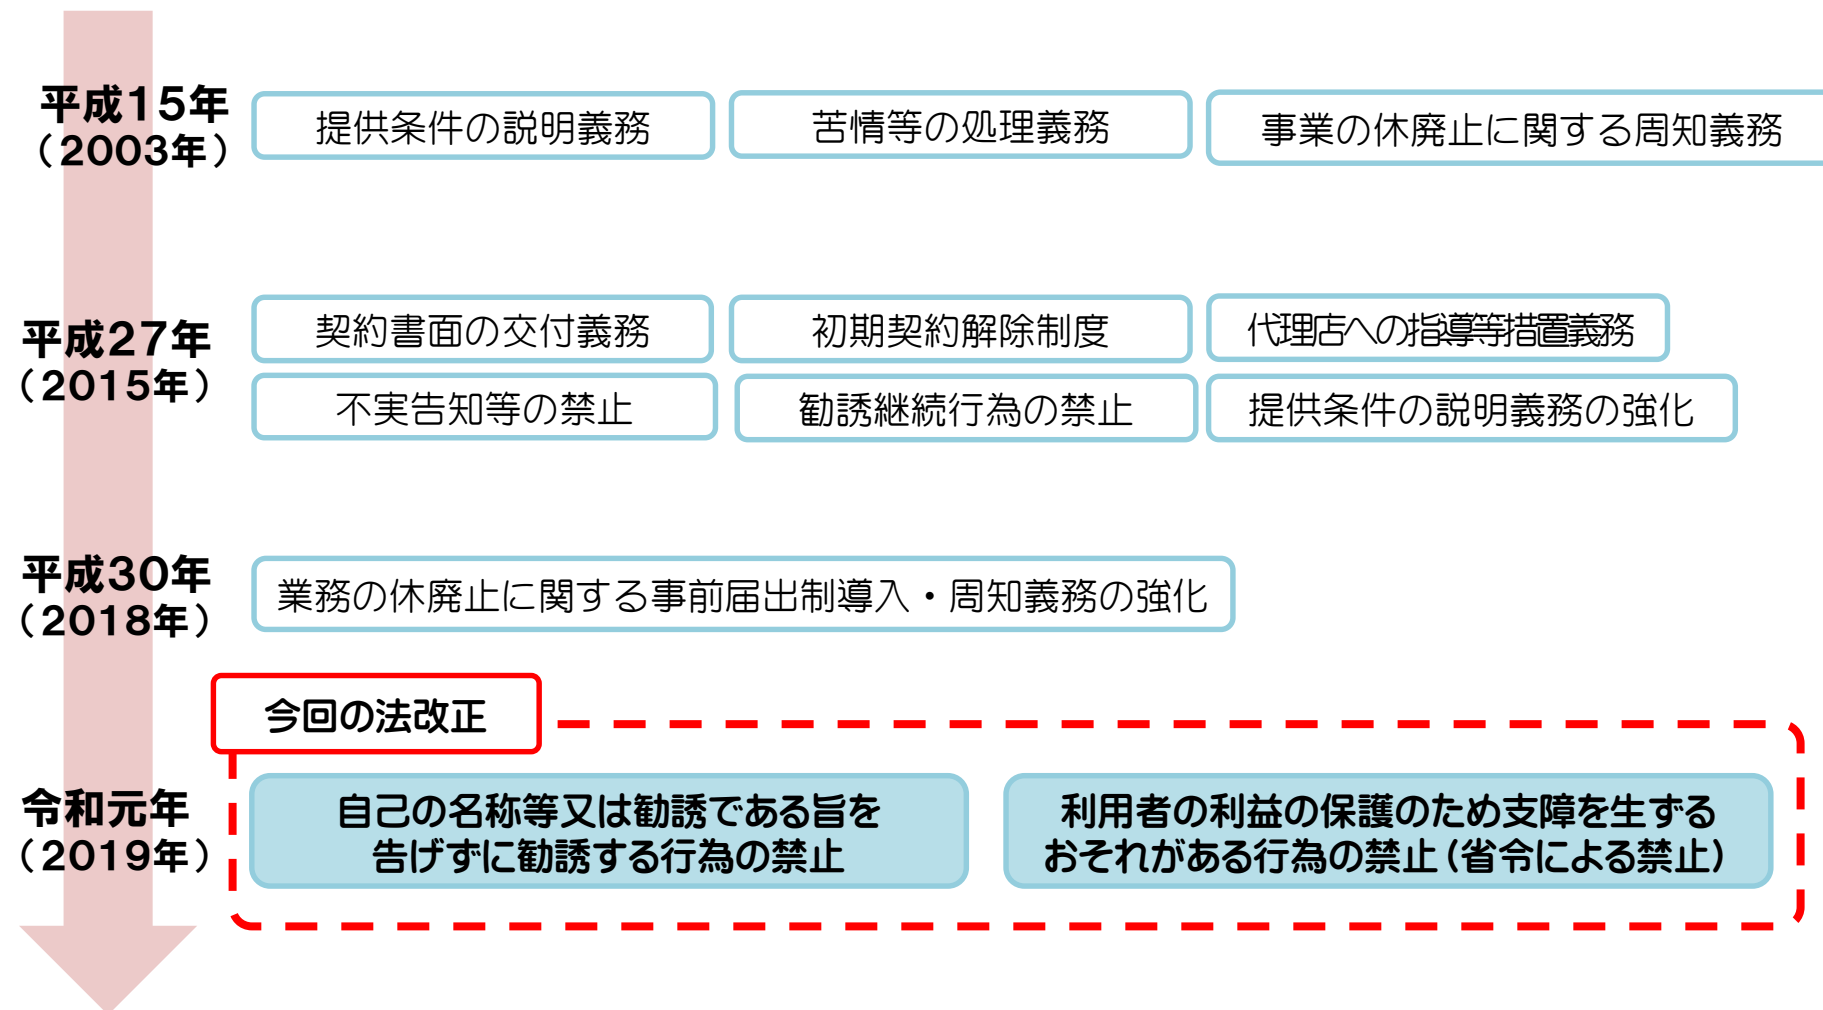 平成15年
（2003年）
提供条件の説明義務
苦情等の処理義務
事業の休廃止に関する周知義務
平成27年
（2015年）
契約書面の交付義務
初期契約解除制度
代理店への指導等措置義務
不実告知等の禁止
勧誘継続行為の禁止
提供条件の説明義務の強化
平成30年
（2018年）
業務の休廃止に関する事前届出制導入・周知義務の強化
今回の法改正
令和元年
（2019年）
自己の名称等又は勧誘である旨を
告げずに勧誘する行為の禁止
利用者の利益の保護のため支障を生ずる
おそれがある行為の禁止（省令による禁止）